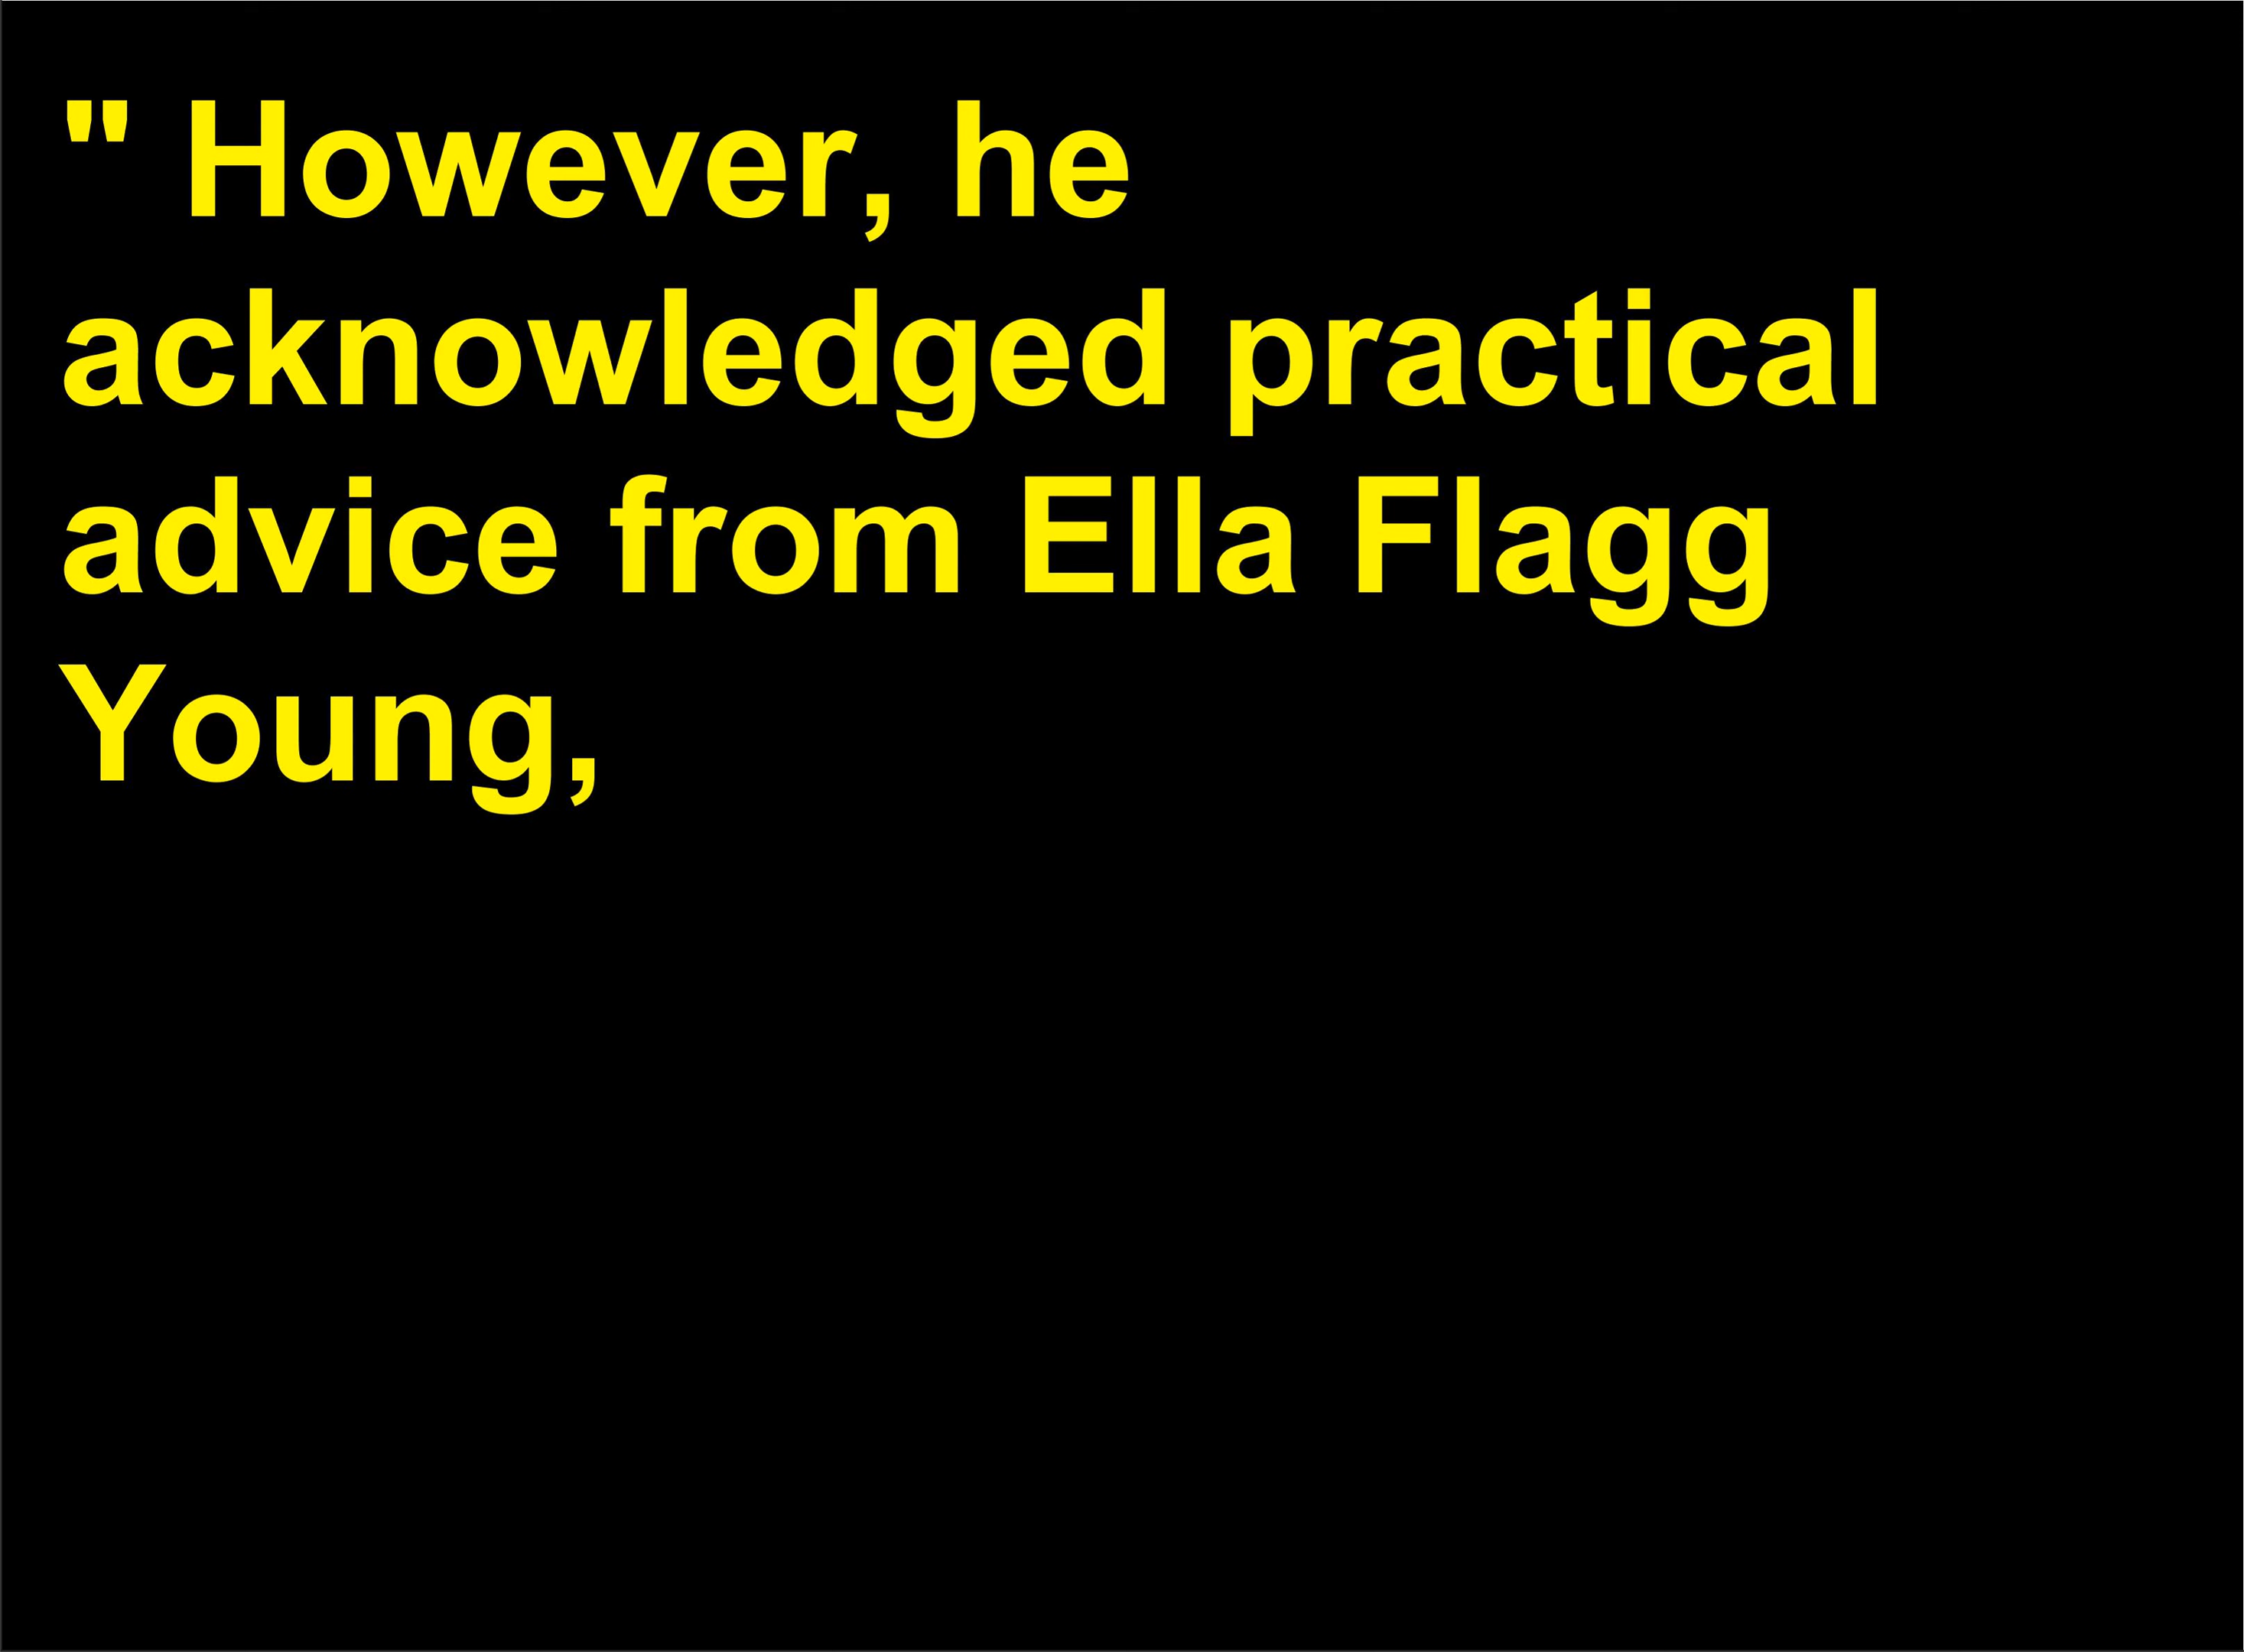 " However, he
acknowledged practical
advice from Ella Flagg
Young,